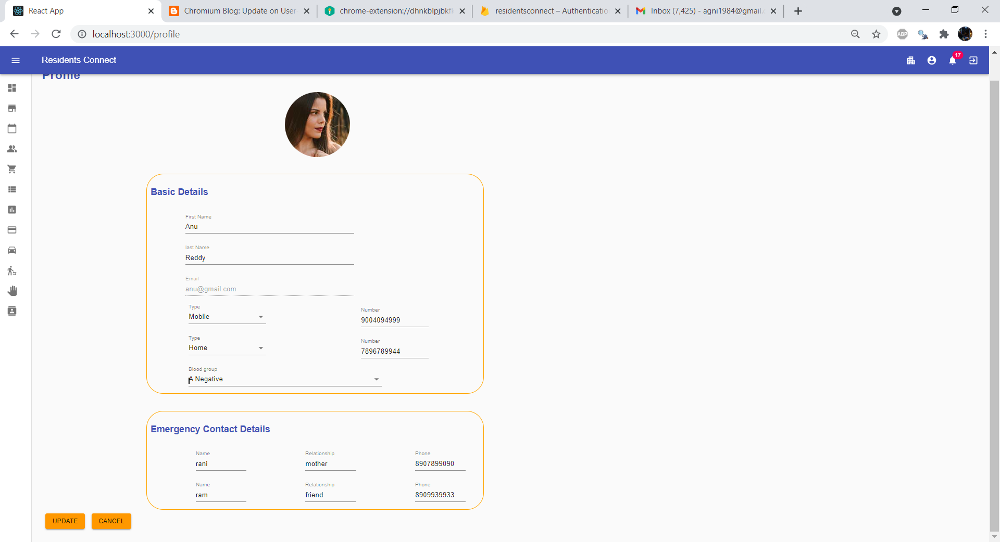 React App
Chromium Blog: Update on User-
chrome-extension://dhnkblpjbkfk
residentsconnect – Authentication
Inbox (7,425) - agni1984@gmail.c
localhost:3000/profile
ABP
Residents Connect
17
Profile
Basic Details
First Name
Anu
last Name
Reddy
Email
anu@gmail.com
Type
Mobile
Number
9004094999
Type
Home
Number
7896789944
Blood group
A Negative
Emergency Contact Details
Name Relationship Phone
rani mother 8907899090
Name Relationship Phone
ram friend 8909939933
UPDATE CANCEL